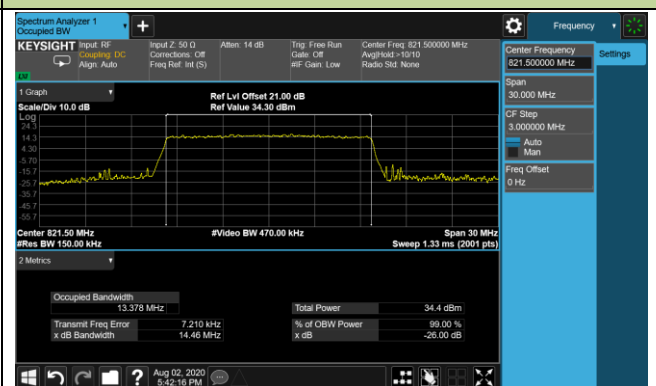 Spectrum Analyzer 1
Occupied BW
Frequency
KEYSIGHT
Input: RF
Coupling: DC
Align: Auto
Input Z: 50 Ω
Corrections: Off
Freq Ref: Int (S)
Atten: 14 dB
Trig: Free Run
Gate: Off
#IF Gain: Low
Center Freq: 821.500000 MHz
Avg|Hold:>10/10
Radio Std: None
LXI
Center Frequency
821.500000 MHz
Settings
Span
30.000 MHz
CF Step
3.000000 MHz
Auto
Man
Freq Offset
0 Hz
1 Graph
Scale/Div 10.0 dB
Ref Lvl Offset 21.00 dB
Ref Value 34.30 dBm
Log
24.3
14.3
4.30
-5.70
-15.7
-25.7
-35.7
-45.7
-55.7
Center 821.50 MHz
#Res BW 150.00 kHz
#Video BW 470.00 kHz
Span 30 MHz
Sweep 1.33 ms (2001 pts)
2 Metrics
Occupied Bandwidth
13.378 MHz
Total Power 34.4 dBm
Transmit Freq Error 7.210 kHz
% of OBW Power 99.00 %
x dB Bandwidth 14.46 MHz
x dB -26.00 dB
?
Aug 02, 2020
5:42:16 PM